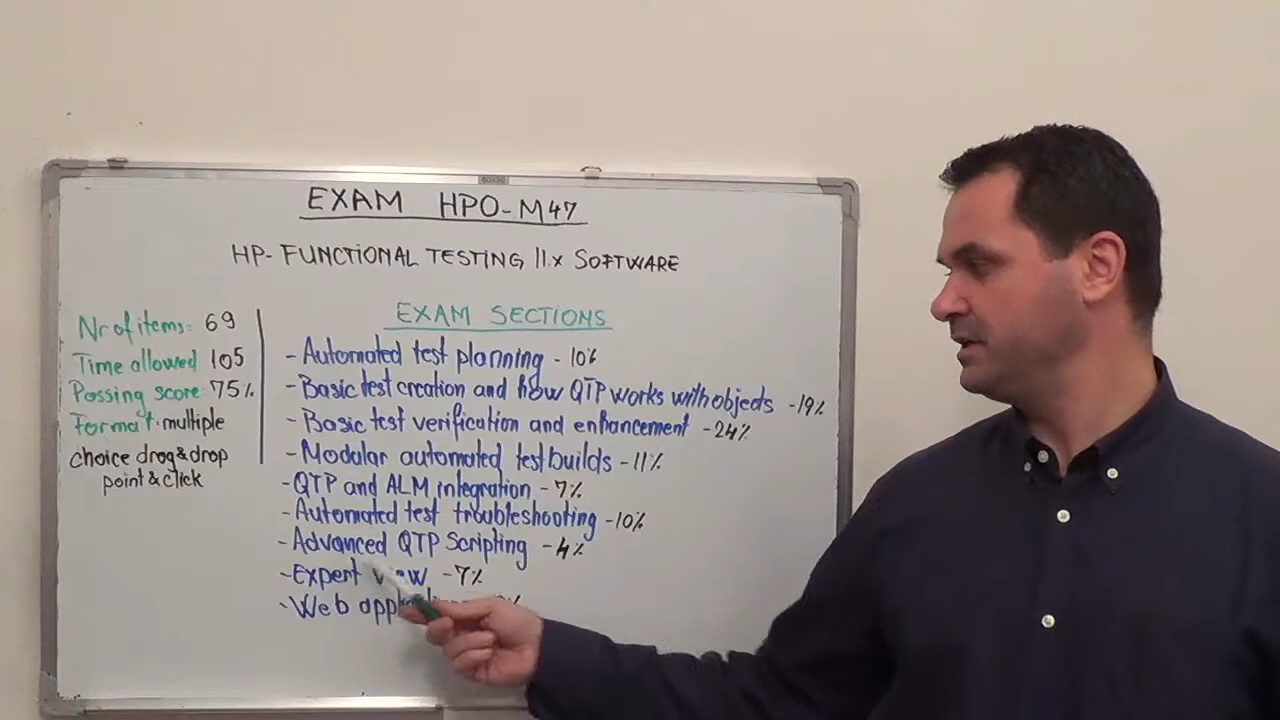 EXAM HPO-M47
HP-FUNCTIONAL TESTING 11.x SOFTWARE
Nr of items: 69
Time allowed 105
Passing score: 75%
Format: multiple
choice drag&drop
point&click
EXAM SECTIONS
- Automated test planning - 10%
- Basic test creation and how QTP works with objects - 19%
- Basic test verification and enhancement - 24%
- Modular automated test builds - 11%
- QTP and ALM integration - 7%
- Automated test troubleshooting - 10%
- Advanced QTP Scripting - 4%
- Expert view - 7%
- Web